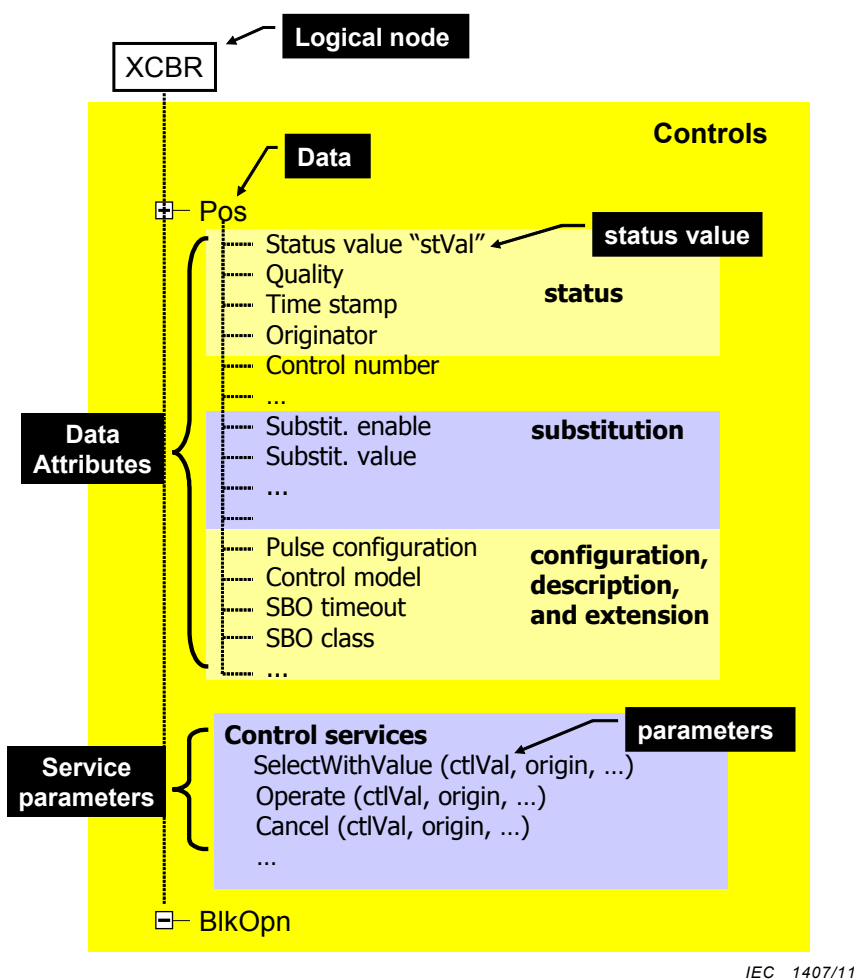 Logical node
XCBR
Controls
Data
Pos
Status value “stVal”
status value
Quality
status
Time stamp
Originator
Control number
...
Data
Attributes
Substit. enable
substitution
Substit. value
...
Pulse configuration
configuration,
Control model
description,
SBO timeout
and extension
SBO class
...
Control services
parameters
Service
parameters
SelectWithValue (ctlVal, origin, …)
Operate (ctlVal, origin, …)
Cancel (ctlVal, origin, …)
…
BlkOpn
IEC 1407/11